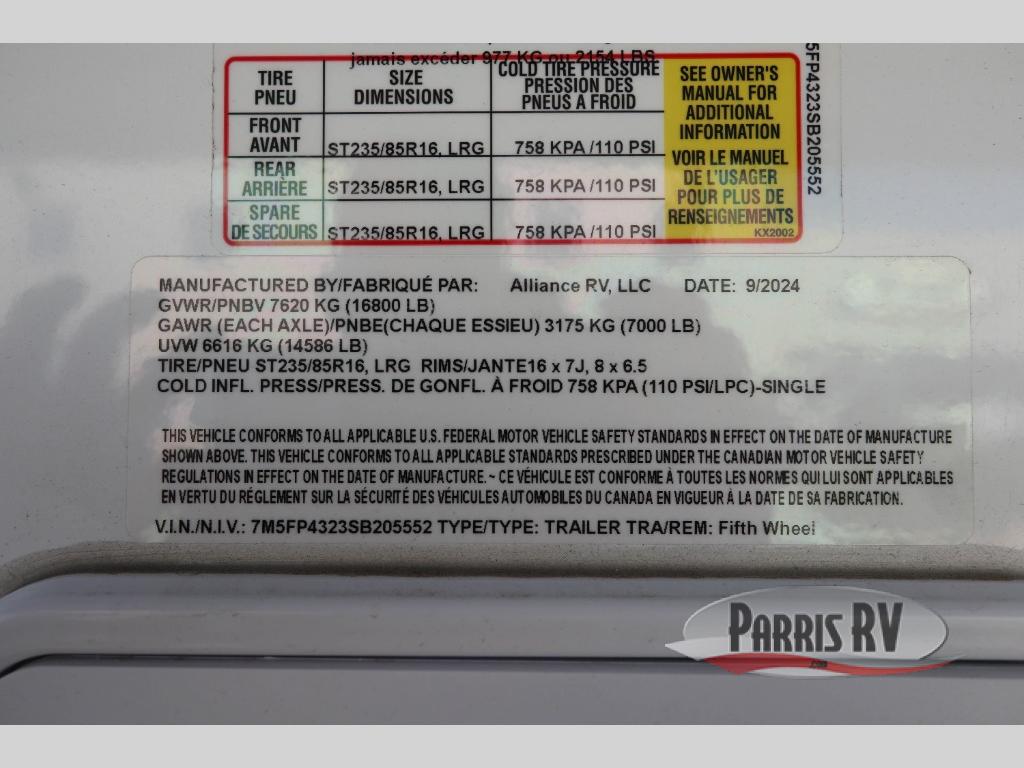 jamais excéder 977 KG ou 2154 LBS
TIRE PNEU SIZE DIMENSIONS COLD TIRE PRESSURE PRESSION DES PNEUS A FROID
FRONT AVANT ST235/85R16, LRG 758 KPA /110 PSI
REAR ARRIÈRE ST235/85R16, LRG 758 KPA /110 PSI
SPARE DE SECOURS ST235/85R16, LRG 758 KPA /110 PSI
SEE OWNER'S
MANUAL FOR
ADDITIONAL
INFORMATION
VOIR LE MANUEL
DE L'USAGER
POUR PLUS DE
RENSEIGNEMENTS
KX2002
5FP4323SB205552
MANUFACTURED BY/FABRIQUÉ PAR: Alliance RV, LLC DATE: 9/2024
GVWR/PNBV 7620 KG (16800 LB)
GAWR (EACH AXLE)/PNBE(CHAQUE ESSIEU) 3175 KG (7000 LB)
UVW 6616 KG (14586 LB)
TIRE/PNEU ST235/85R16, LRG RIMS/JANTE16 x 7J, 8 x 6.5
COLD INFL. PRESS/PRESS. DE GONFL. À FROID 758 KPA (110 PSI/LPC)-SINGLE
THIS VEHICLE CONFORMS TO ALL APPLICABLE U.S. FEDERAL MOTOR VEHICLE SAFETY STANDARDS IN EFFECT ON THE DATE OF MANUFACTURE
SHOWN ABOVE. THIS VEHICLE CONFORMS TO ALL APPLICABLE STANDARDS PRESCRIBED UNDER THE CANADIAN MOTOR VEHICLE SAFETY
REGULATIONS IN EFFECT ON THE DATE OF MANUFACTURE. ~ CE VÉHICULE EST CONFORME À TOUTES LES NORMES QUI LUI SONT APPLICABLES
EN VERTU DU RÉGLEMENT SUR LA SÉCURITÉ DES VÉHICULES AUTOMOBILES DU CANADA EN VIGUEUR À LA DATE DE SA FABRICATION.
V.I.N./N.I.V.: 7M5FP4323SB205552 TYPE/TYPE: TRAILER TRA/REM: Fifth Wheel
PARRIS RV
.com